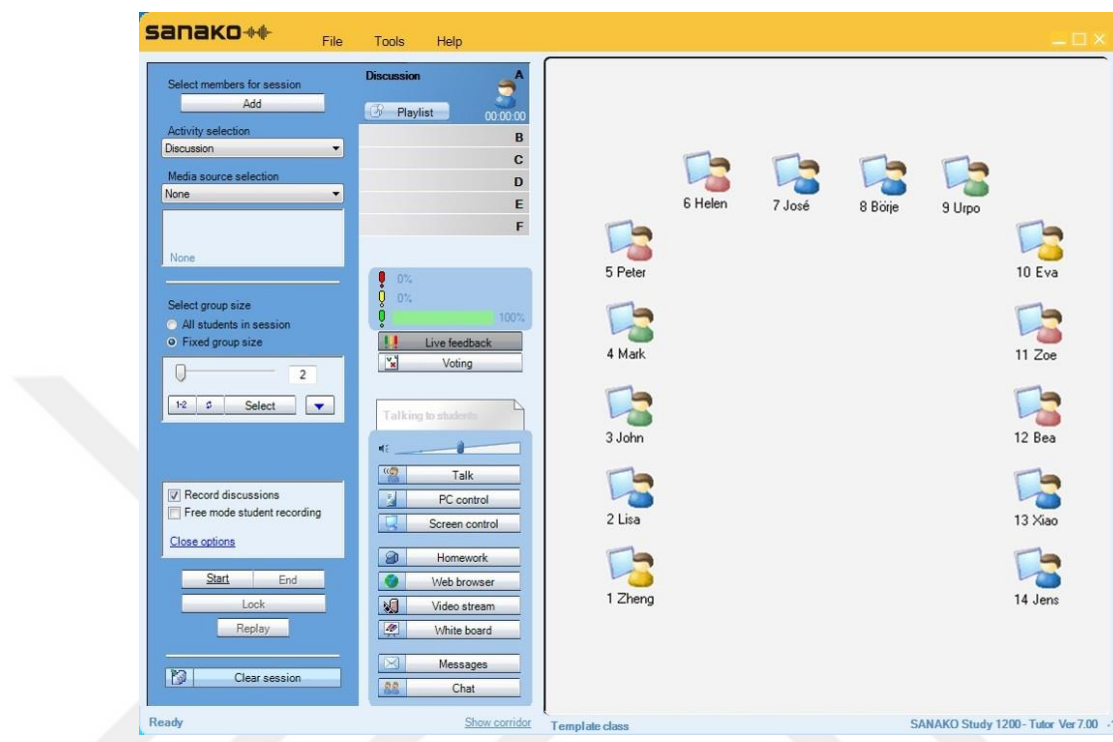 sanako
File Tools Help
Select members for session
Add
Activity selection
Discussion
Media source selection
None
None
Select group size
All students in session
Fixed group size
2
1-2 Select
Record discussions
Free mode student recording
Close options
Start End
Lock
Replay
Clear session
Discussion A
Playlist 00:00:00
B
C
D
E
F
0%
0%
100%
Live feedback
Voting
Talking to students
Talk
PC control
Screen control
Homework
Web browser
Video stream
White board
Messages
Chat
6 Helen 7 José 8 Börje 9 Urpo
5 Peter 10 Eva
4 Mark 11 Zoe
3 John 12 Bea
2 Lisa 13 Xiao
1 Zheng 14 Jens
Ready Show corridor Template class SANAKO Study 1200 - Tutor Ver 7.00